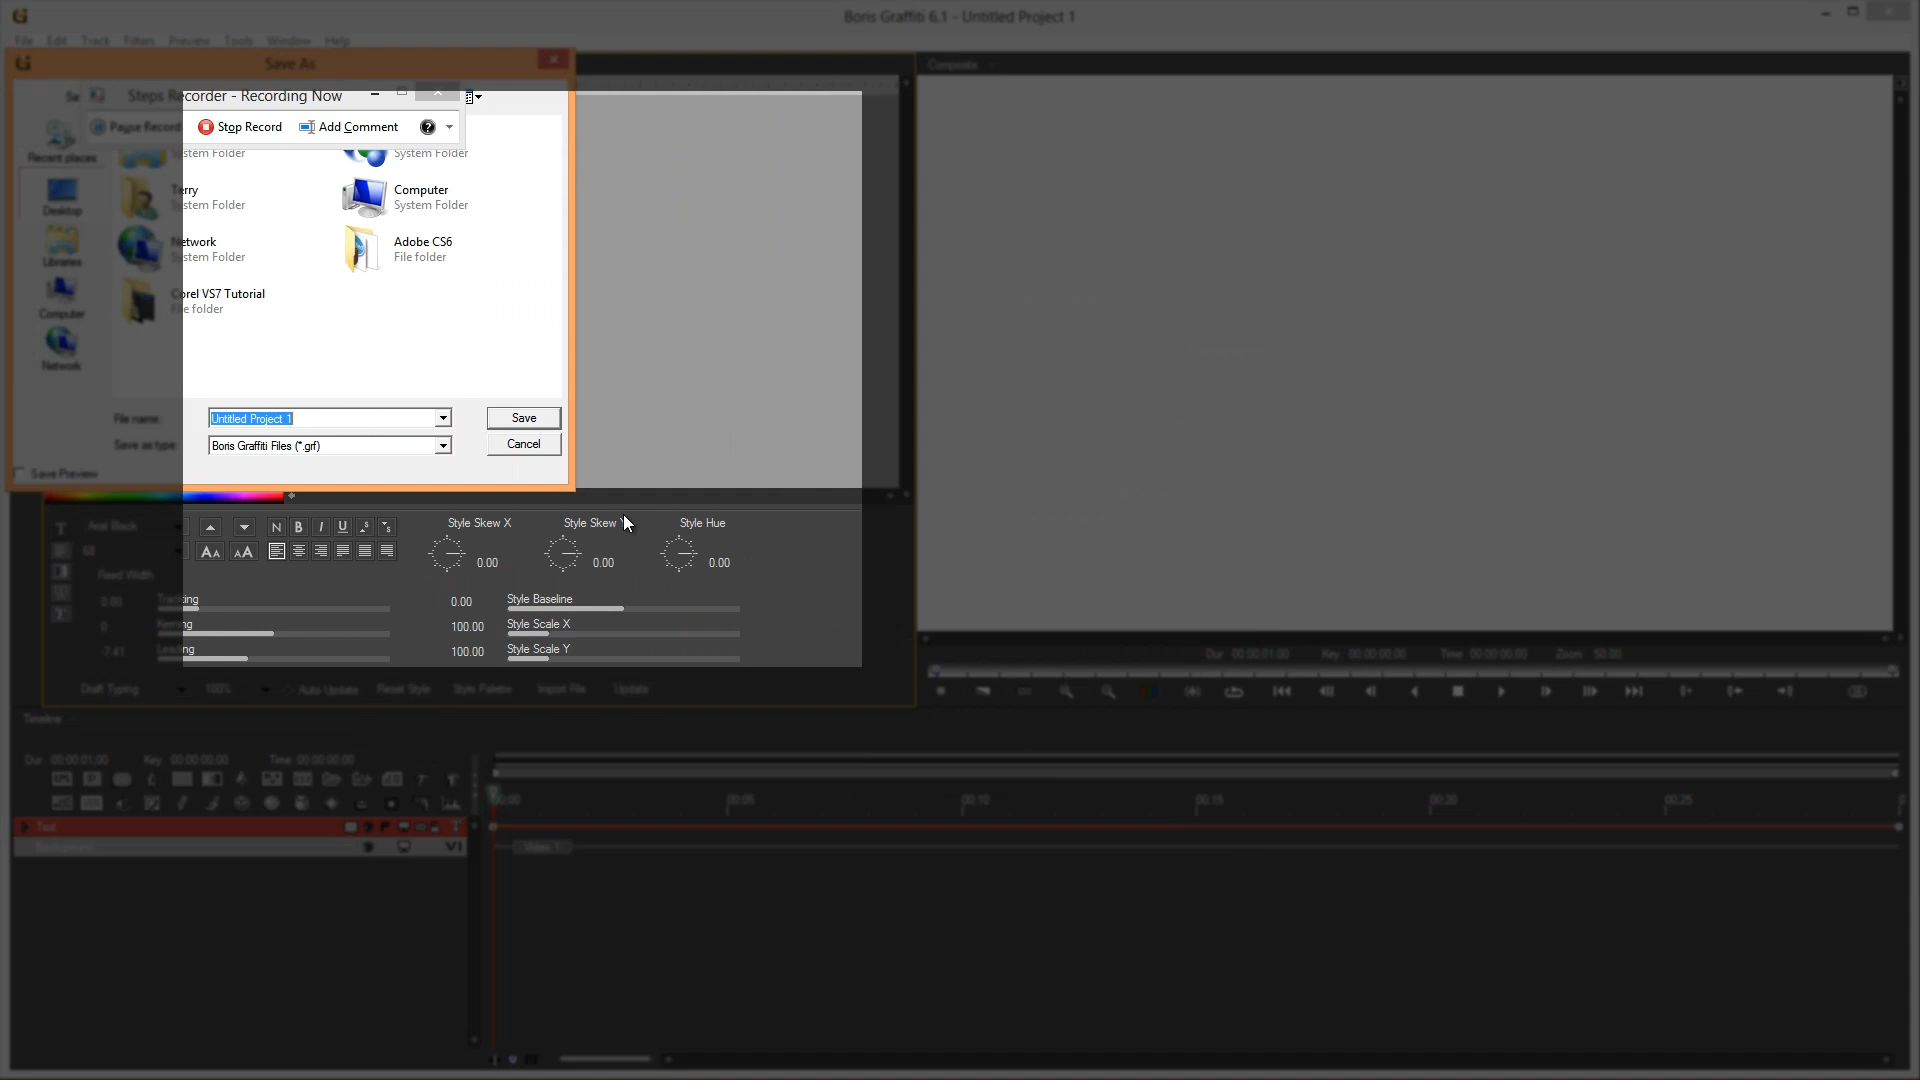 Boris Graffiti 6.1 - Untitled Project 1
File Edit Track Filters Preview Tools Window Help
Save As
Composite
Steps Recorder - Recording Now
Pause Record Stop Record Add Comment
Recent places
System Folder
System Folder
Desktop
Terry
System Folder
Computer
System Folder
Libraries
Network
System Folder
Adobe CS6
File folder
Computer
Corel VS7 Tutorial
File folder
Network
File name: Untitled Project 1 Save
Save as type: Boris Graffiti Files (*.grf) Cancel
Save Preview
Arial Black N B I U Style Skew X Style Skew Y Style Hue
0.00 0.00 0.00
Fixed Width
0.00 Tracking 0.00 Style Baseline
0 Kerning 100.00 Style Scale X
-7.41 Leading 100.00 Style Scale Y
Draft Typing 100% Auto Update Reset Style Style Palette Import File Update
Dur 00:00:01;00 Key 00:00:00;00 Time 00:00:00;00 Zoom 50.00
Timeline
Dur 00:00:01;00 Key 00:00:00;00 Time 00:00:00;00
00;00 00;05 00;10 00;15 00;20 00;25
Text
Background V1 Video 1